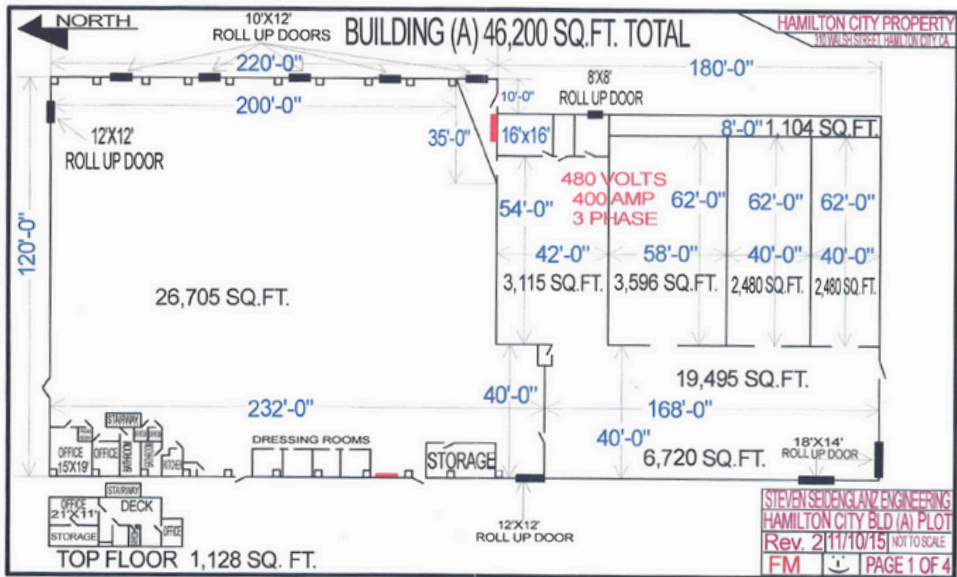 NORTH
10'X12'
ROLL UP DOORS
BUILDING (A) 46,200 SQ.FT. TOTAL
HAMILTON CITY PROPERTY
310 WALSH STREET, HAMILTON CITY CA.
220'-0"
180'-0"
8'X8'
ROLL UP DOOR
200'-0"
10'-0"
12'X12'
ROLL UP DOOR
35'-0"
16'x16'
8'-0" 1,104 SQ.FT.
480 VOLTS
400 AMP
3 PHASE
54'-0"
62'-0"
62'-0"
62'-0"
120'-0"
42'-0"
58'-0"
40'-0"
40'-0"
3,115 SQ.FT.
3,596 SQ.FT.
2,480 SQ.FT.
2,480 SQ.FT.
26,705 SQ.FT.
19,495 SQ.FT.
40'-0"
232'-0"
168'-0"
40'-0"
6,720 SQ.FT.
18'X14'
ROLL UP DOOR
STAIRWAY
OFFICE
15'X19'
OFFICE
BATHROOM
BATHROOM
KITCHEN
DRESSING ROOMS
STORAGE
STAIRWAY
OFFICE
21'X11'
DECK
STORAGE
OFFICE
12'X12'
ROLL UP DOOR
TOP FLOOR 1,128 SQ. FT.
STEVEN SEIDENGLANZ ENGINEERING
HAMILTON CITY BLD (A) PLOT
Rev. 2 11/10/15 NOT TO SCALE
FM PAGE 1 OF 4